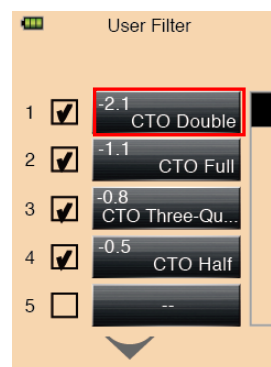 User Filter
1 -2.1
CTO Double
2 -1.1
CTO Full
3 -0.8
CTO Three-Qu...
4 -0.5
CTO Half
5 --